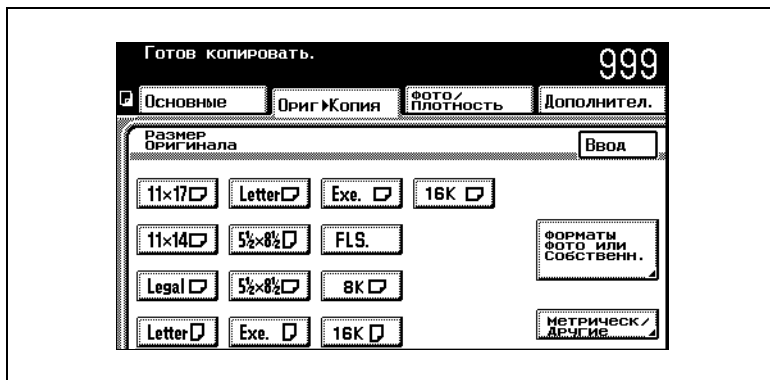 Готов копировать.
999
Основные
Ориг▸Копия
Фото/
Плотность
Дополнител.
Размер
Оригинала
Ввод
11×17
Letter
Exe.
16K
11×14
5½×8½
FLS.
Форматы
Фото или
Собственн.
Legal
5½×8½
8K
Letter
Exe.
16K
Метрическ/
Другие